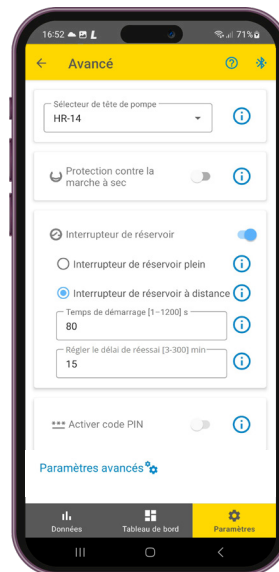 16:52
71%
Avancé
Sélecteur de tête de pompe
HR-14
Protection contre la
marche à sec
Interrupteur de réservoir
Interrupteur de réservoir plein
Interrupteur de réservoir à distance
Temps de démarrage [1-1200] s
80
Régler le délai de réessai [3-300] min
15
Activer code PIN
Paramètres avancés
Données
Tableau de bord
Paramètres